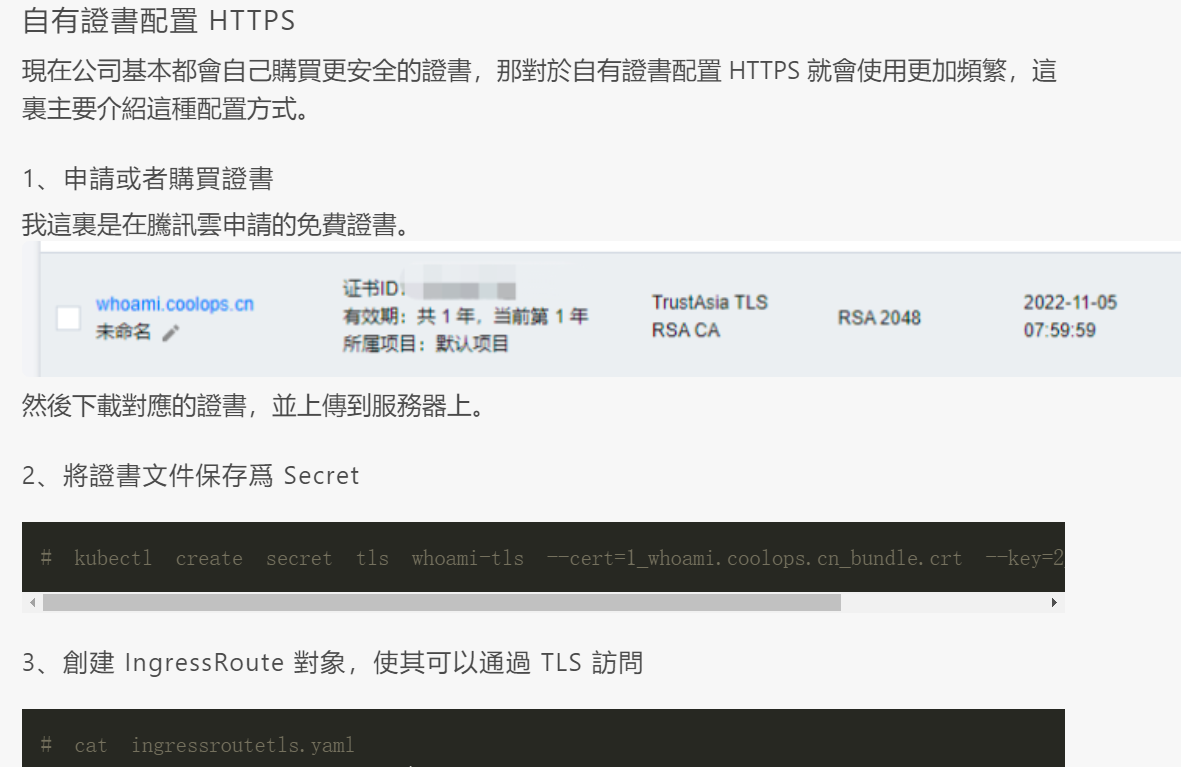 自有證書配置 HTTPS
現在公司基本都會自己購買更安全的證書，那對於自有證書配置 HTTPS 就會使用更加頻繁，這
裏主要介紹這種配置方式。
1、申請或者購買證書
我這裏是在騰訊雲申請的免費證書。
whoami.coolops.cn
未命名
证书ID:
有效期：共 1 年，当前第 1 年
所属项目：默认项目
TrustAsia TLS
RSA CA
RSA 2048
2022-11-05
07:59:59
然後下載對應的證書，並上傳到服務器上。
2、將證書文件保存爲 Secret
# kubectl create secret tls whoami-tls --cert=1_whoami.coolops.cn_bundle.crt --key=2
3、創建 IngressRoute 對象，使其可以通過 TLS 訪問
# cat ingressroutetls.yaml